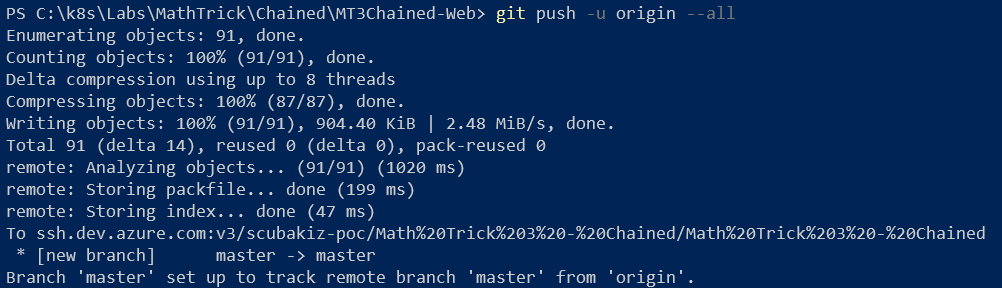 PS C:\k8s\Labs\MathTrick\Chained\MT3Chained-Web> git push -u origin --all
Enumerating objects: 91, done.
Counting objects: 100% (91/91), done.
Delta compression using up to 8 threads
Compressing objects: 100% (87/87), done.
Writing objects: 100% (91/91), 904.40 KiB | 2.48 MiB/s, done.
Total 91 (delta 14), reused 0 (delta 0), pack-reused 0
remote: Analyzing objects... (91/91) (1020 ms)
remote: Storing packfile... done (199 ms)
remote: Storing index... done (47 ms)
To ssh.dev.azure.com:v3/scubakiz-poc/Math%20Trick%203%20-%20Chained/Math%20Trick%203%20-%20Chained
 * [new branch]      master -> master
Branch 'master' set up to track remote branch 'master' from 'origin'.